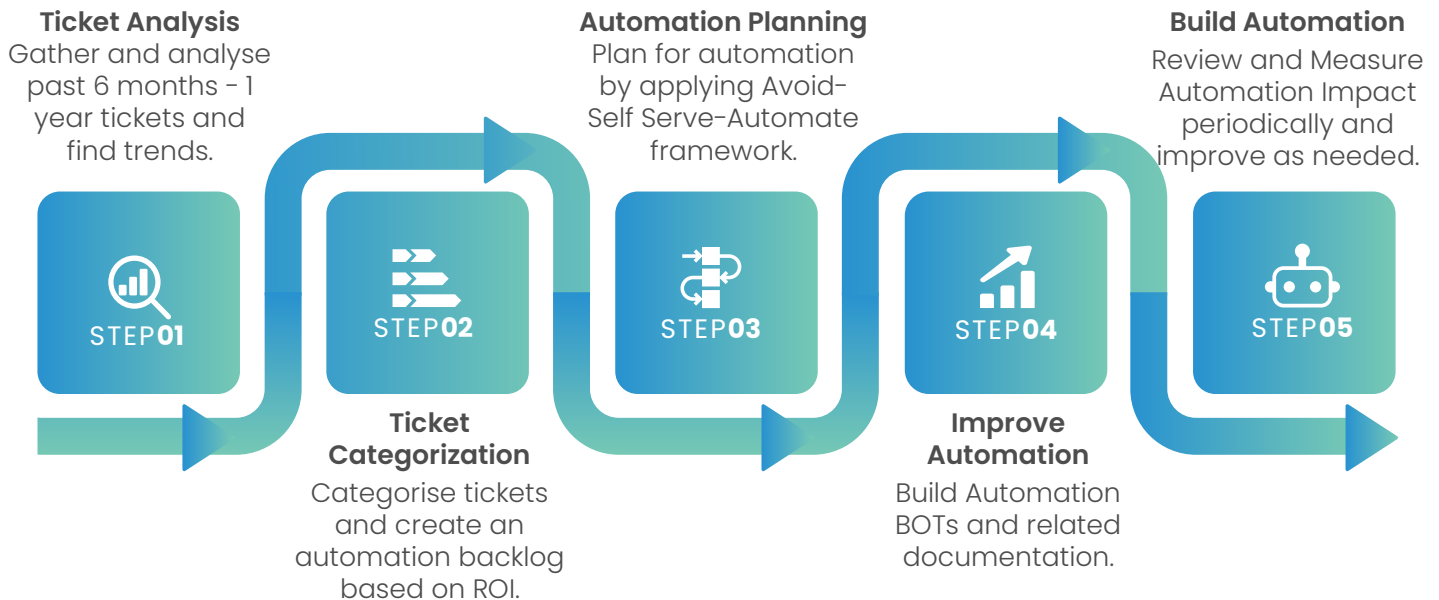 Ticket Analysis
Gather and analyse
past 6 months - 1
year tickets and
find trends.
STEP01
STEP02
Ticket
Categorization
Categorise tickets
and create an
automation backlog
based on ROI.
Automation Planning
Plan for automation
by applying Avoid-
Self Serve-Automate
framework.
STEP03
STEP04
Improve
Automation
Build Automation
BOTs and related
documentation.
Build Automation
Review and Measure
Automation Impact
periodically and
improve as needed.
STEP05